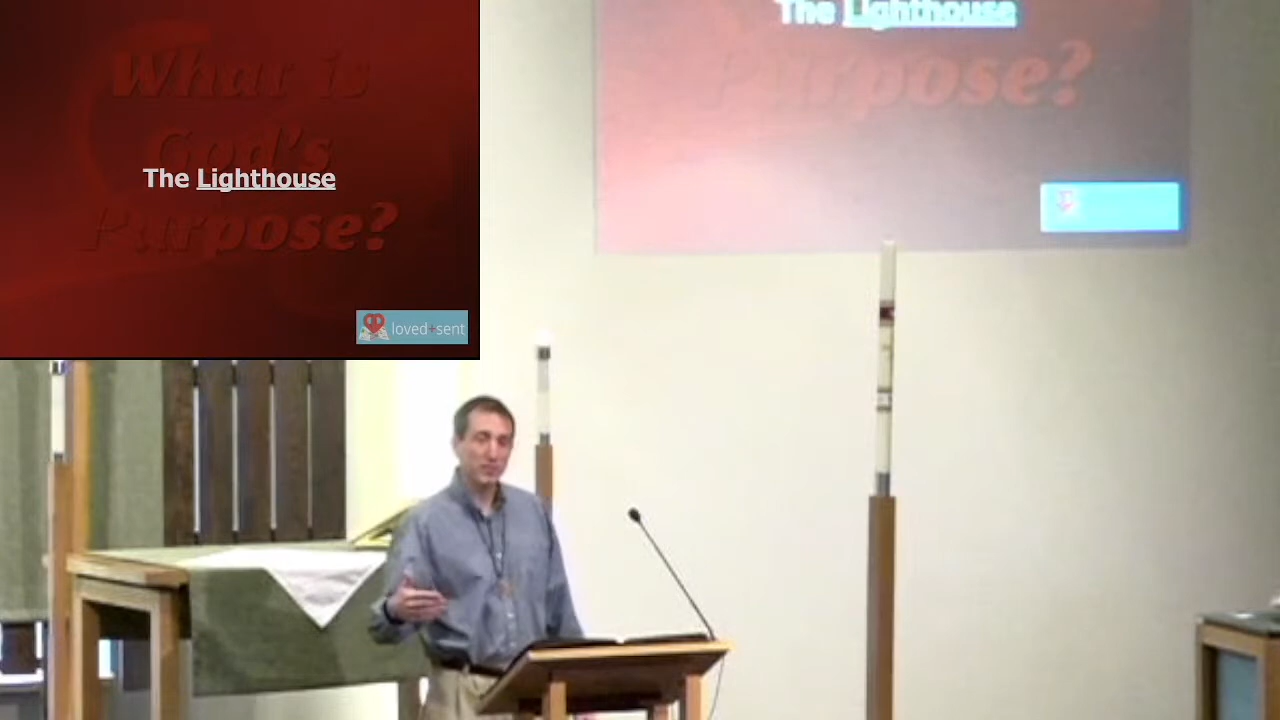 What is
God's
The Lighthouse
Purpose?
loved+sent
The Lighthouse
Purpose?